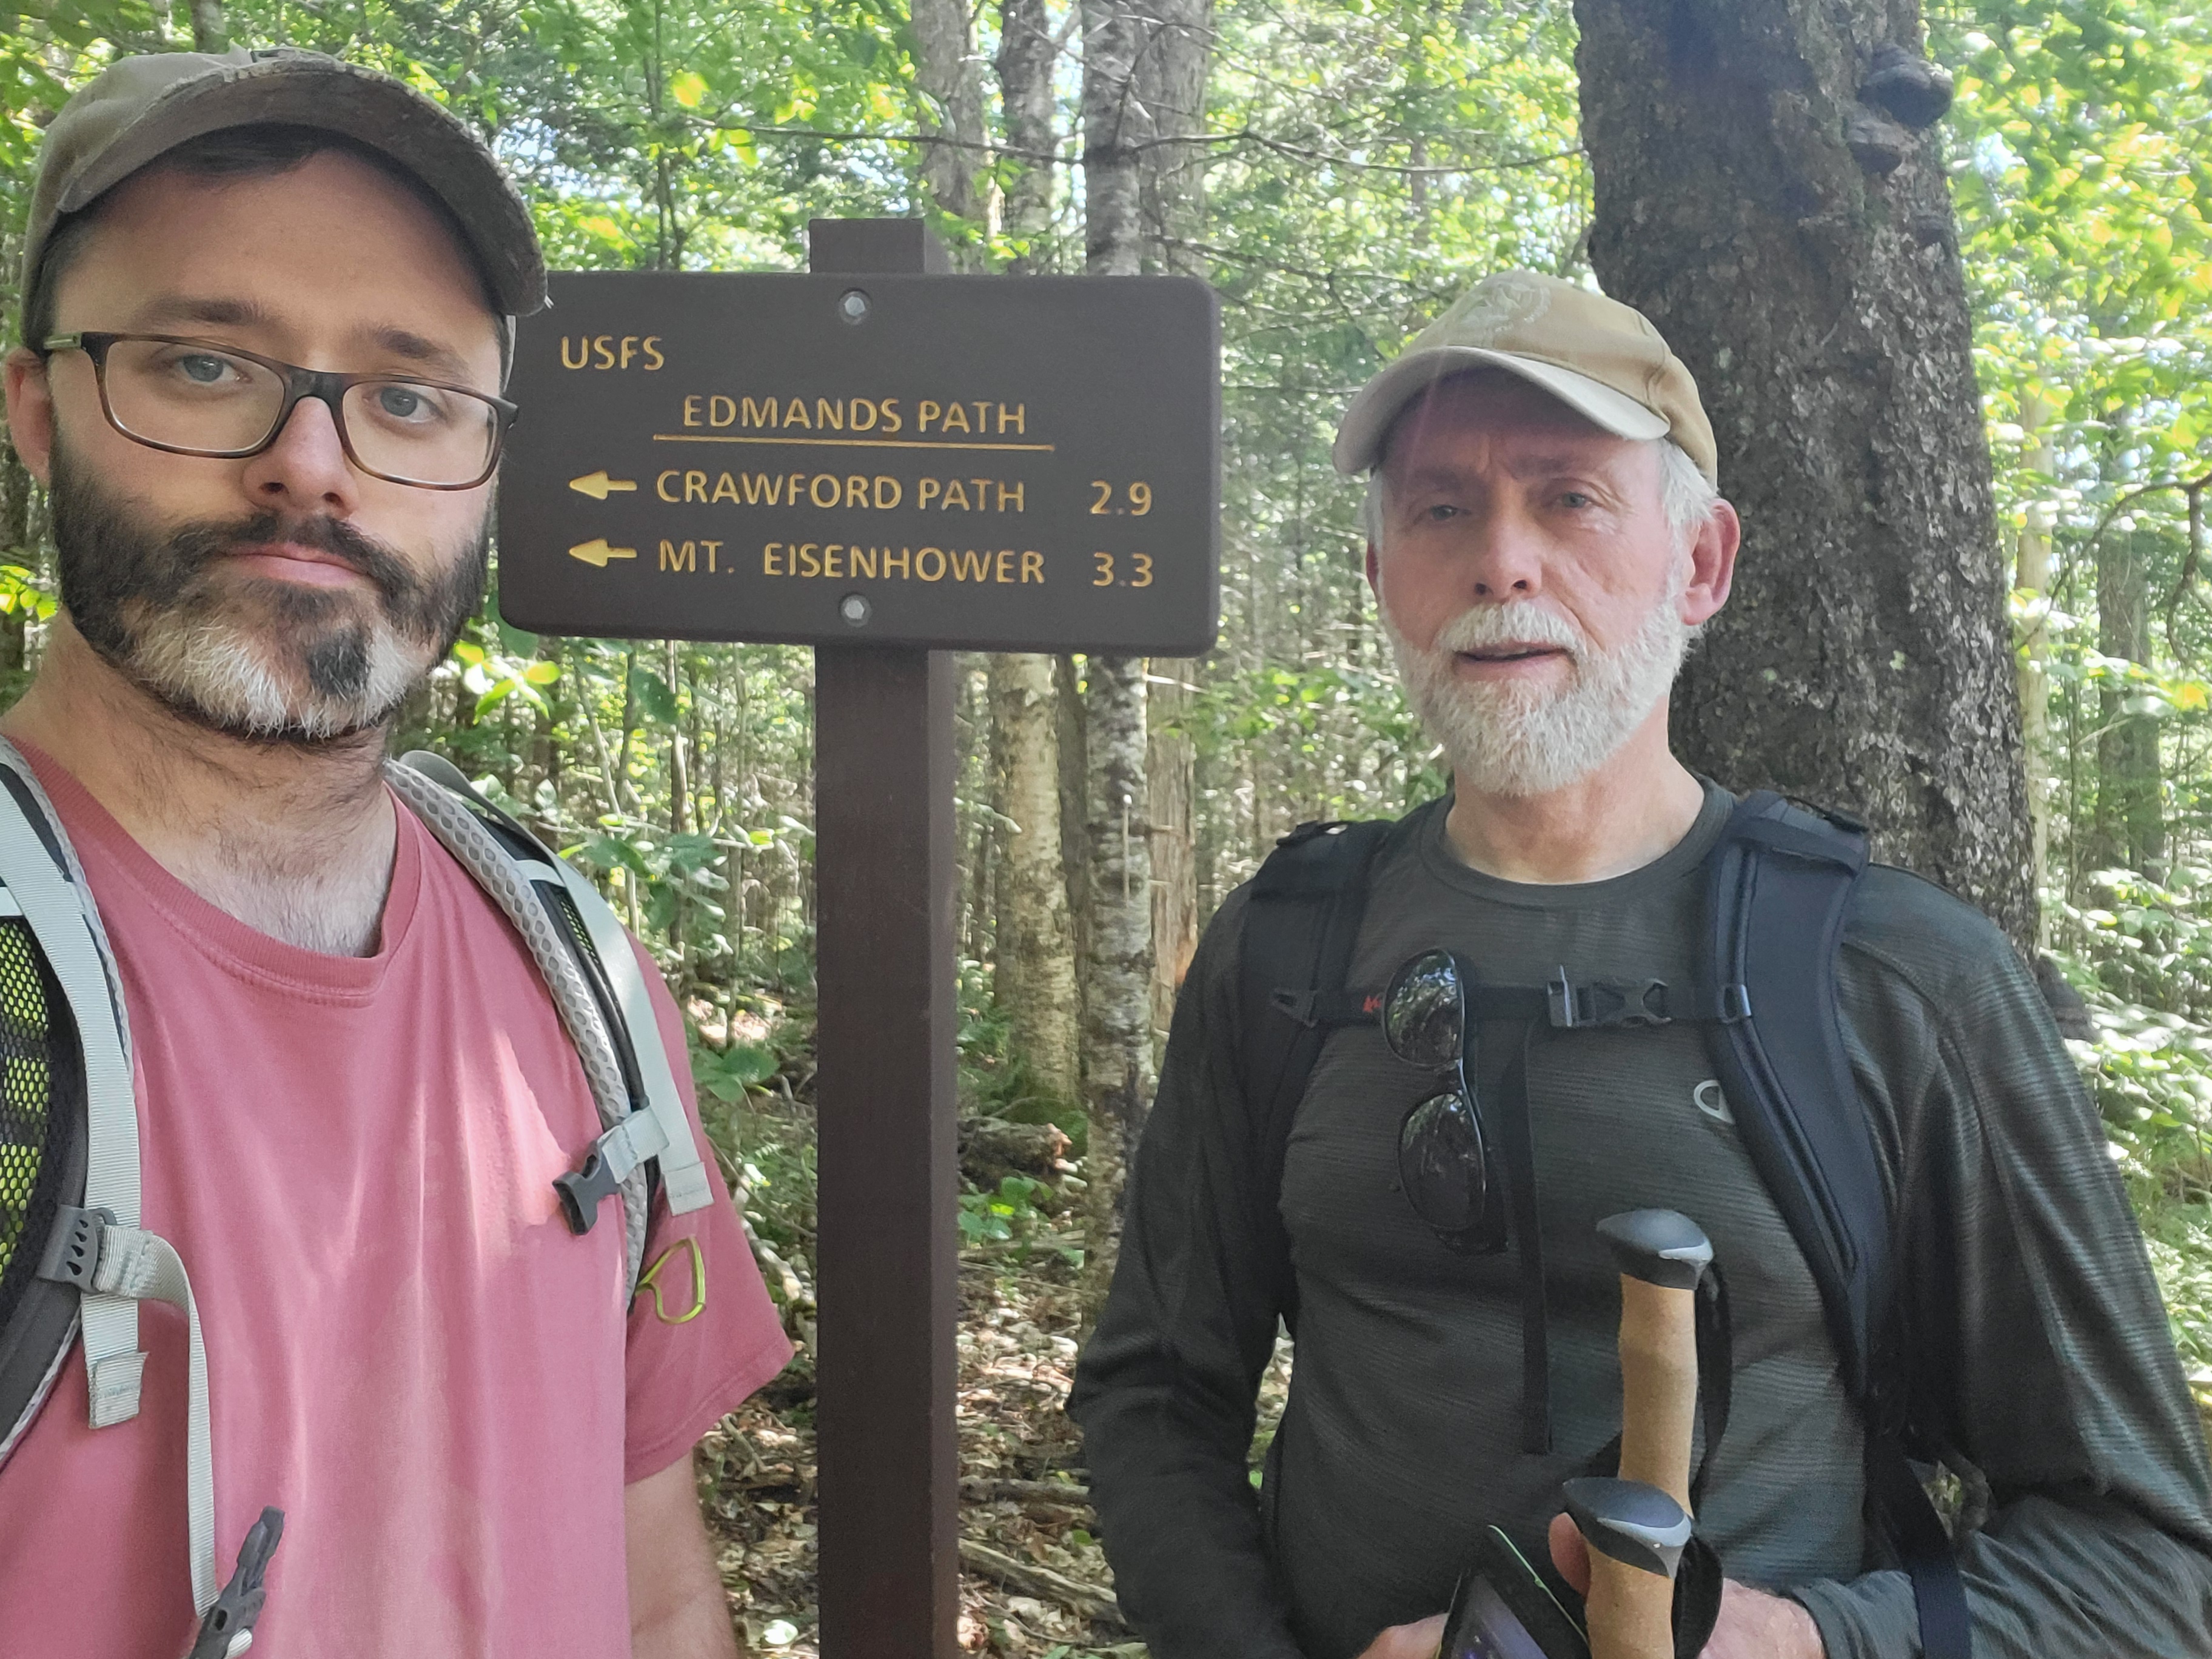 USFS
EDMANDS PATH
CRAWFORD PATH 2.9
MT. EISENHOWER 3.3